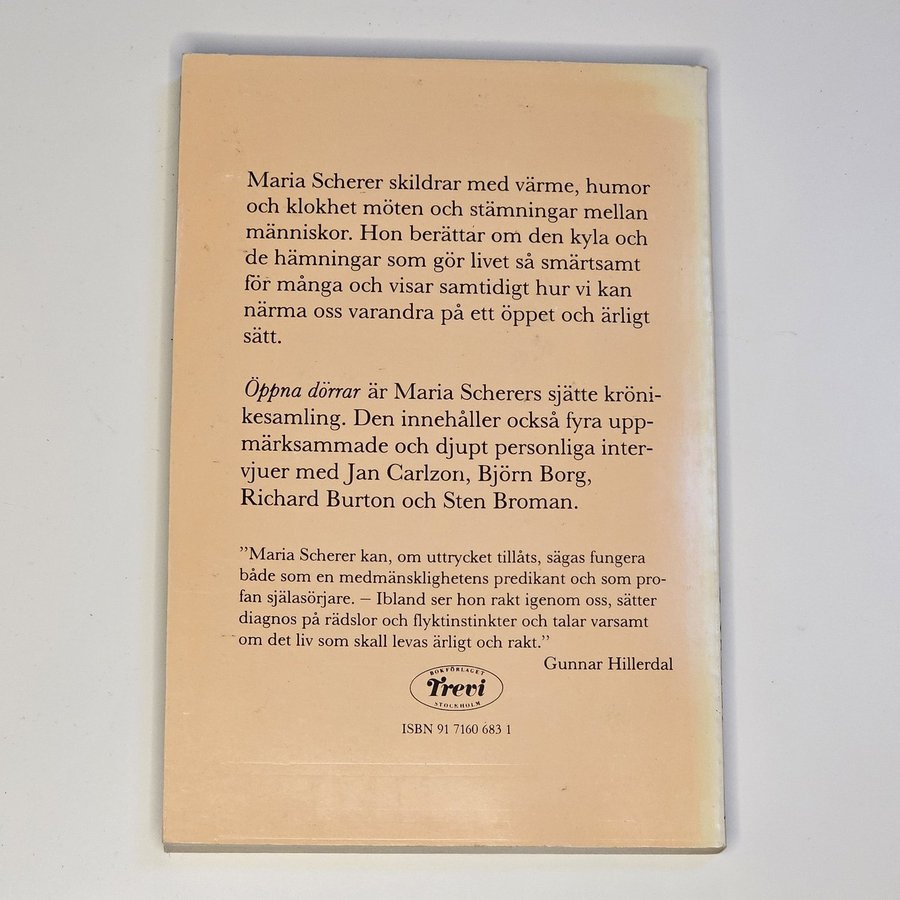 Maria Scherer skildrar med värme, humor
och klokhet möten och stämningar mellan
människor. Hon berättar om den kyla och
de hämningar som gör livet så smärtsamt
för många och visar samtidigt hur vi kan
närma oss varandra på ett öppet och ärligt
sätt.
Öppna dörrar är Maria Scherers sjätte kröni-
kesamling. Den innehåller också fyra upp-
märksammade och djupt personliga inter-
vjuer med Jan Carlzon, Björn Borg,
Richard Burton och Sten Broman.
”Maria Scherer kan, om uttrycket tillåts, sägas fungera
både som en medmänsklighetens predikant och som pro-
fan själasörjare. – Ibland ser hon rakt igenom oss, sätter
diagnos på rädslor och flyktinstinkter och talar varsamt
om det liv som skall levas ärligt och rakt.”
Gunnar Hillerdal
BOKFÖRLAGET
Trevi
STOCKHOLM
ISBN 91 7160 683 1